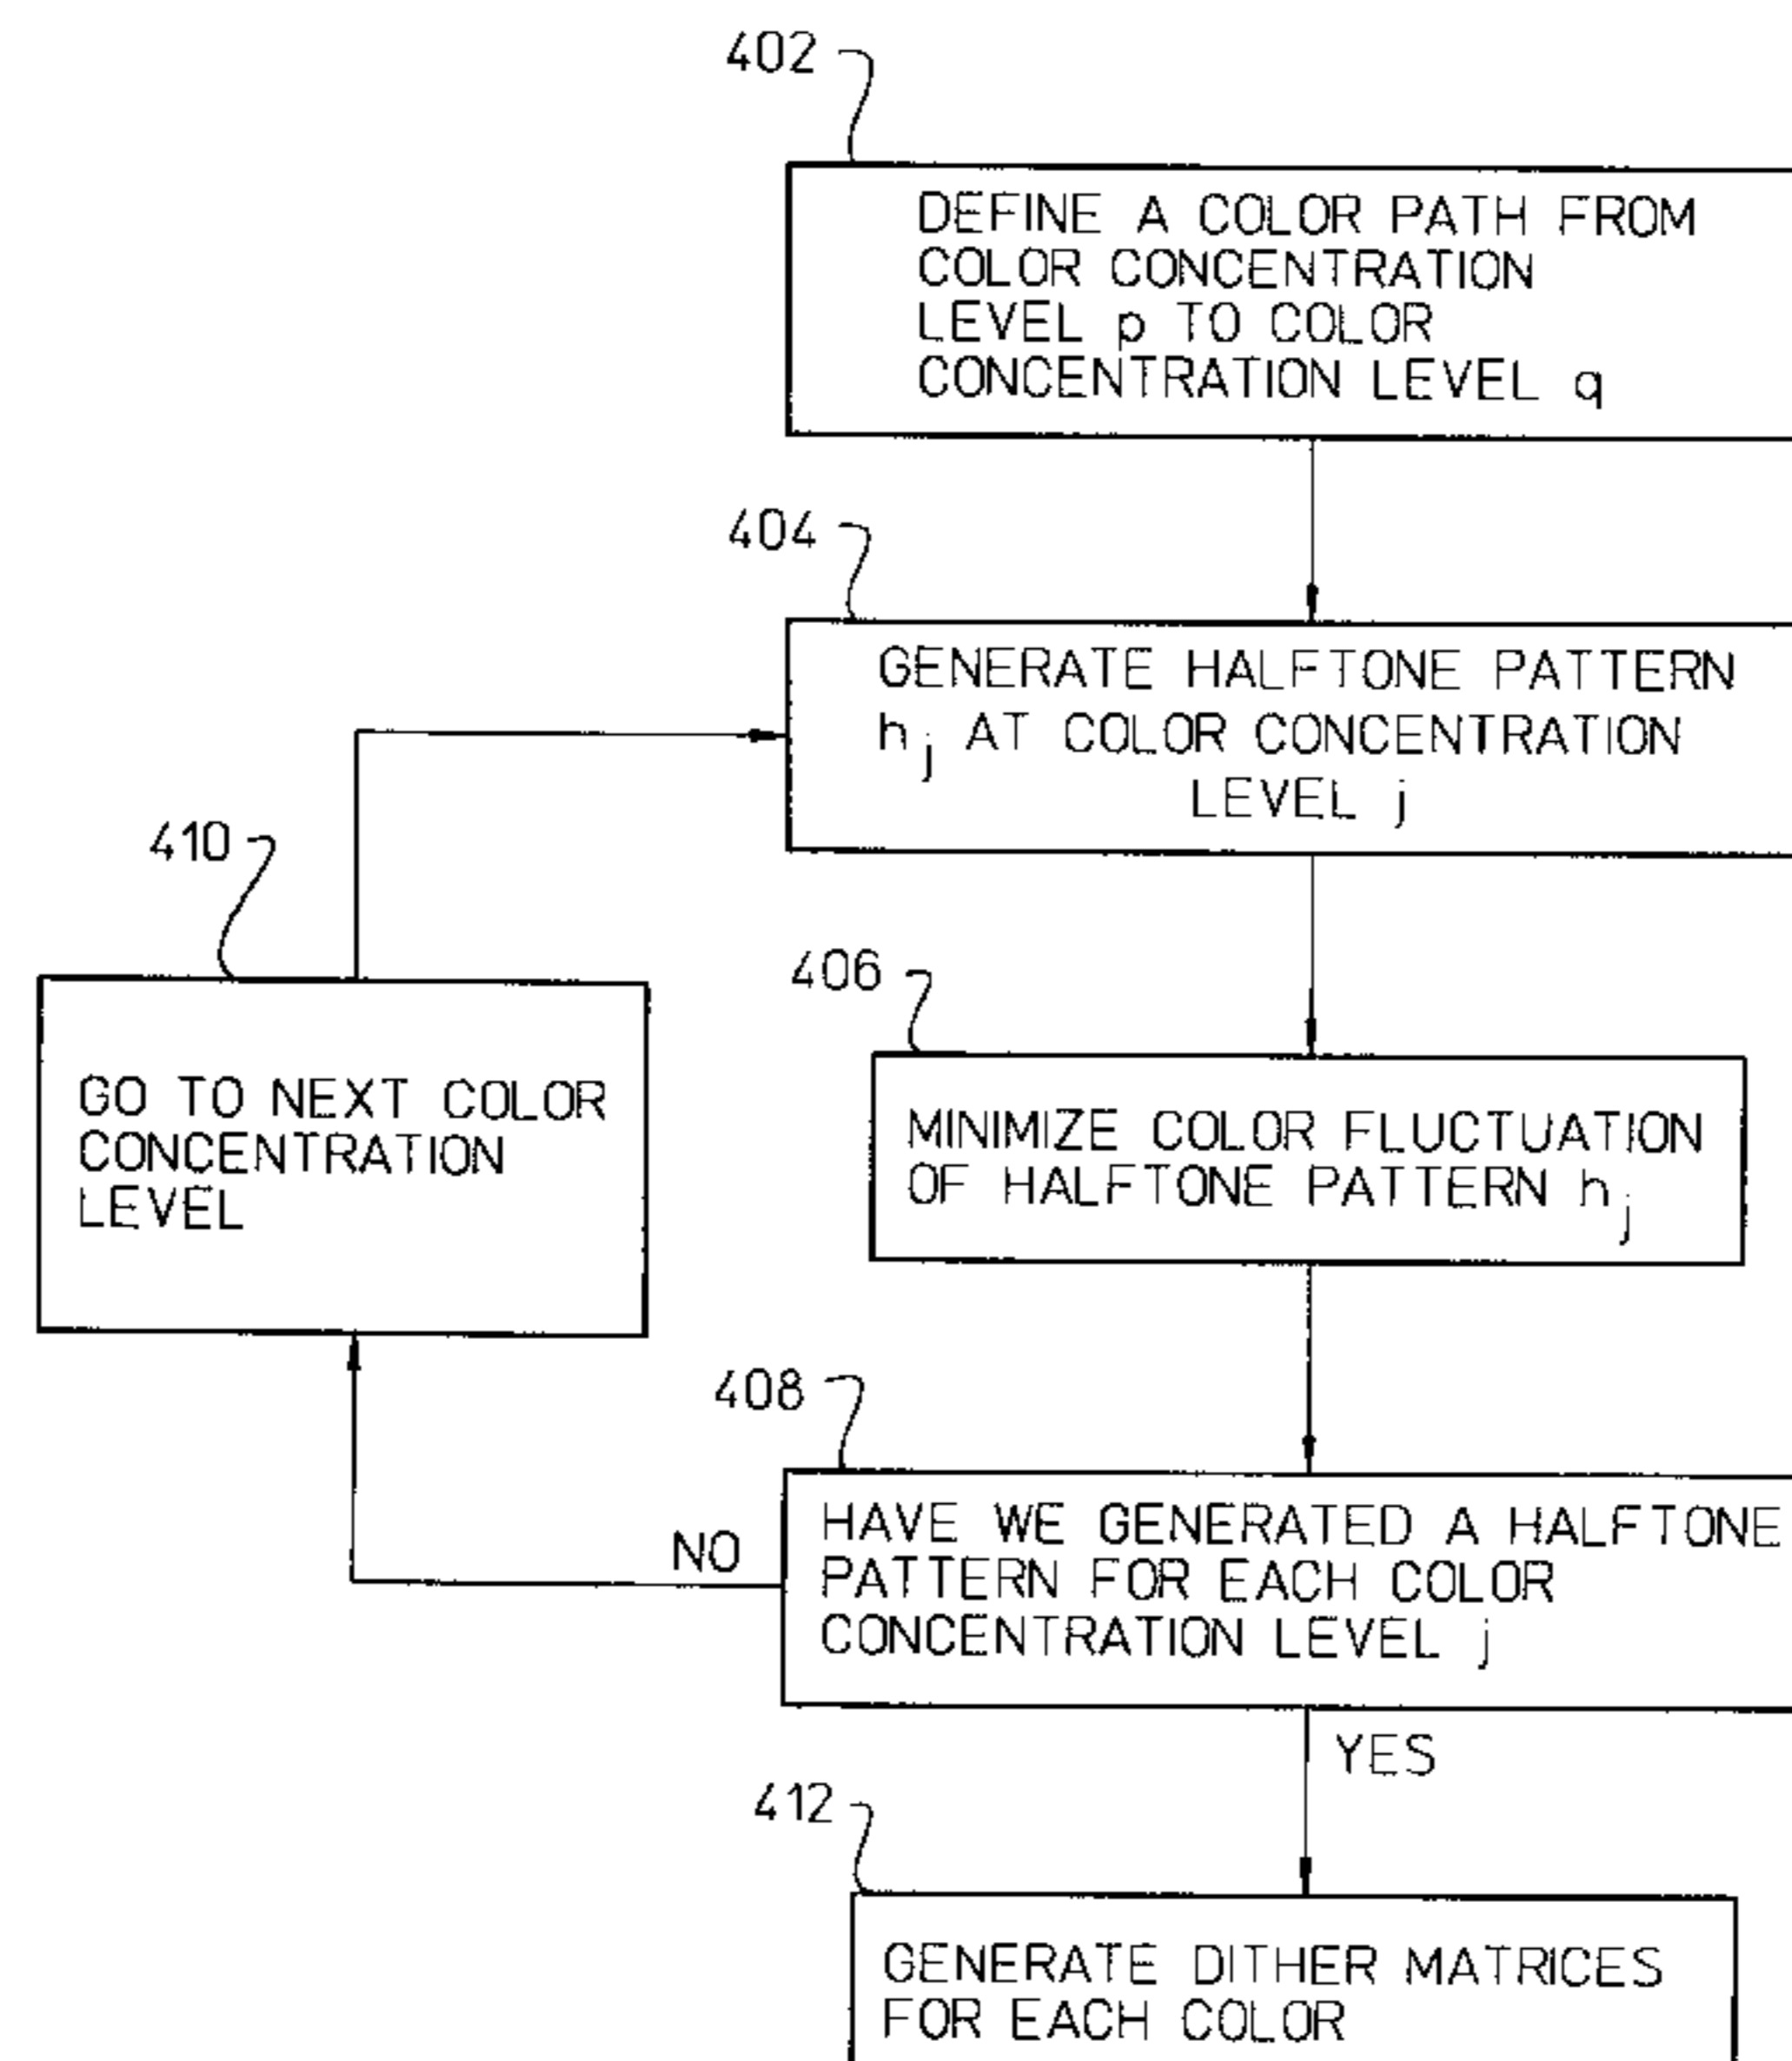 402
DEFINE A COLOR PATH FROM
COLOR CONCENTRATION
LEVEL p TO COLOR
CONCENTRATION LEVEL q
404
GENERATE HALFTONE PATTERN
h j AT COLOR CONCENTRATION
LEVEL j
410
GO TO NEXT COLOR
CONCENTRATION
LEVEL
406
MINIMIZE COLOR FLUCTUATION
OF HALFTONE PATTERN h j
408
NO
HAVE WE GENERATED A HALFTONE
PATTERN FOR EACH COLOR
CONCENTRATION LEVEL j
YES
412
GENERATE DITHER MATRICES
FOR EACH COLOR